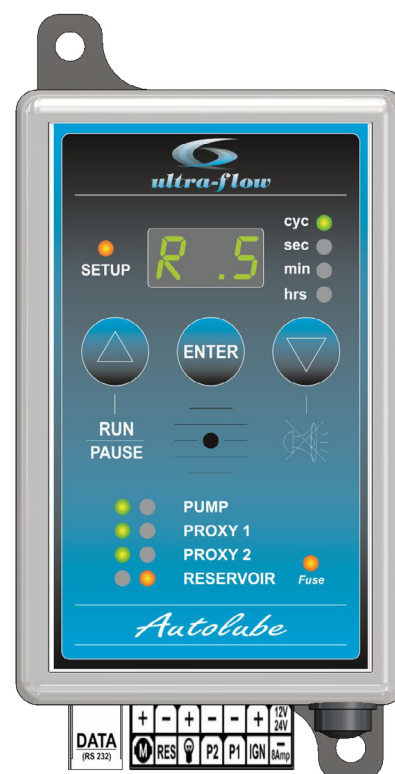 ultra-flow
cyc
sec
min
hrs
SETUP
R .5
ENTER
RUN
PAUSE
PUMP
PROXY 1
PROXY 2
RESERVOIR
Fuse
Autolube
+ - + - - + 12V
24V
DATA
(RS 232)
M RES P2 P1 IGN -
8Amp